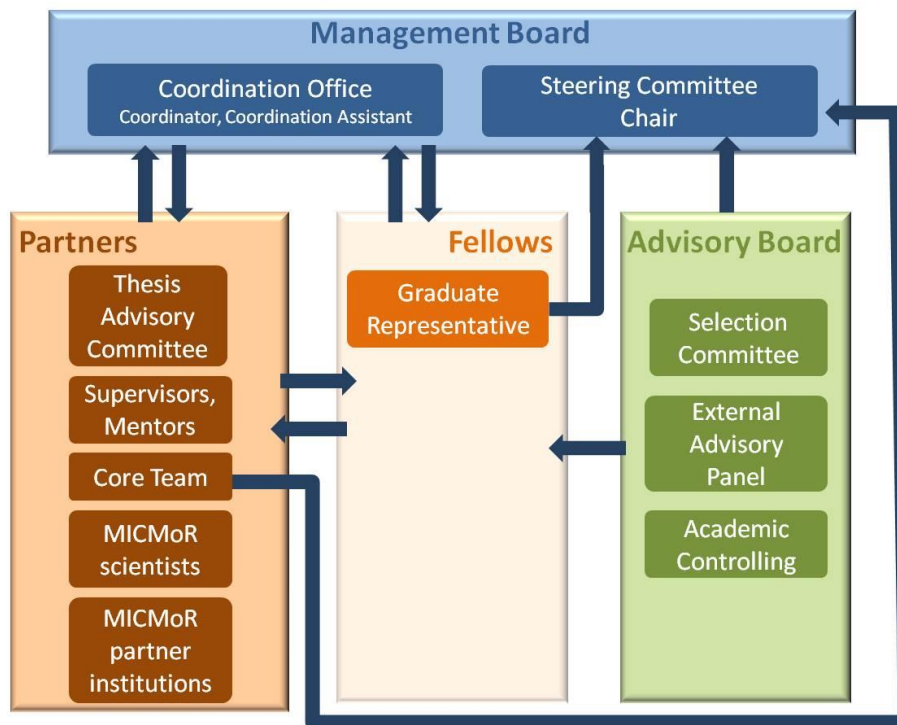 Management Board
Coordination Office
Coordinator, Coordination Assistant
Steering Committee
Chair
Partners
Thesis
Advisory
Committee
Supervisors,
Mentors
Core Team
MICMoR
scientists
MICMoR
partner
institutions
Fellows
Graduate
Representative
Advisory Board
Selection
Committee
External
Advisory
Panel
Academic
Controlling